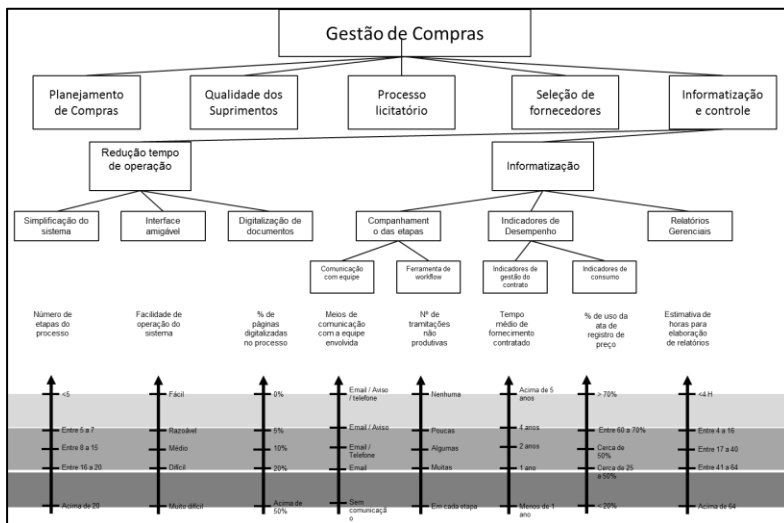 Gestão de Compras
Planejamento
de Compras
Qualidade dos
Suprimentos
Processo
licitatório
Seleção de
fornecedores
Informatização
e controle
Redução tempo
de operação
Informatização
Simplificação do
sistema
Interface
amigável
Digitalização de
documentos
Companhament
o das etapas
Indicadores de
Desempenho
Relatórios
Gerenciais
Comunicação
com equipe
Ferramenta de
workflow
Indicadores de
gestão do
contrato
Indicadores de
consumo
Número de
etapas do
processo
Facilidade de
operação do
sistema
% de
páginas
digitalizadas
no processo
Meios de
comunicação
com a equipe
envolvida
Nº de
tramitações
não
produtivas
Tempo
médio de
fornecimento
contratado
% de uso da
ata de
registro de
preço
Estimativa de
horas para
elaboração
de relatórios
<5
Entre 5 a 7
Entre 8 a 15
Entre 16 a 20
Acima de 20
Fácil
Razoável
Médio
Difícil
Muito difícil
0%
5%
10%
20%
Acima de
50%
Email / Aviso
/ telefone
Email / Aviso
Email /
Telefone
Email
Sem
comunicaçã
o
Nenhuma
Poucas
Algumas
Muitas
Em cada etapa
Acima de 5
anos
4 anos
2 anos
1 ano
Menos de 1
ano
> 70%
Entre 60 a 70%
Cerca de
50%
Cerca de 25
a 50%
< 20%
<4 H
Entre 4 a 16
Entre 17 a 40
Entre 41 a 64
Acima de 64